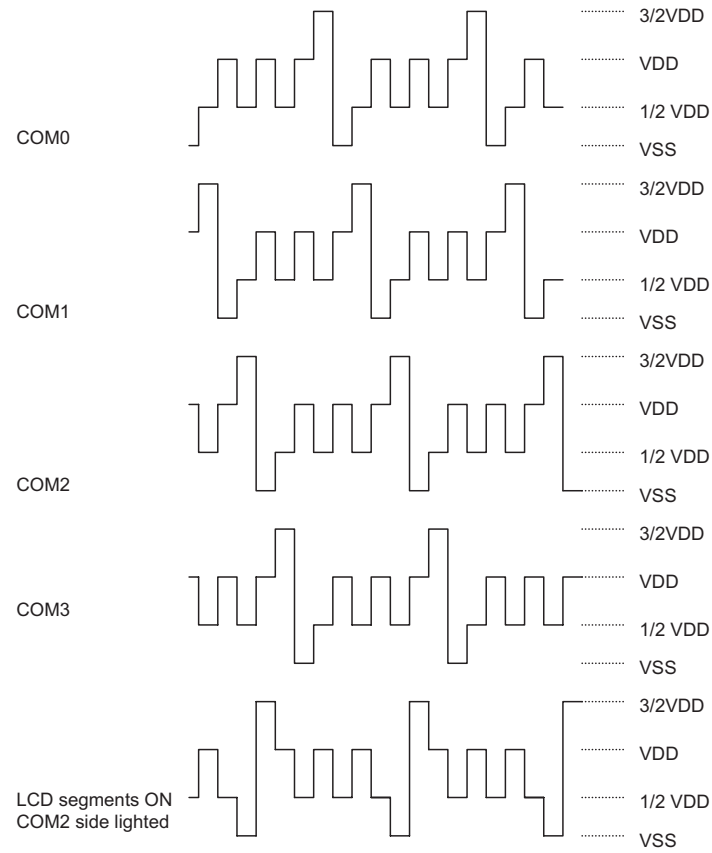 3/2VDD
VDD
1/2 VDD
COM0
VSS
3/2VDD
VDD
1/2 VDD
COM1
VSS
3/2VDD
VDD
1/2 VDD
COM2
VSS
3/2VDD
VDD
COM3
1/2 VDD
VSS
3/2VDD
VDD
LCD segments ON
1/2 VDD
COM2 side lighted
VSS